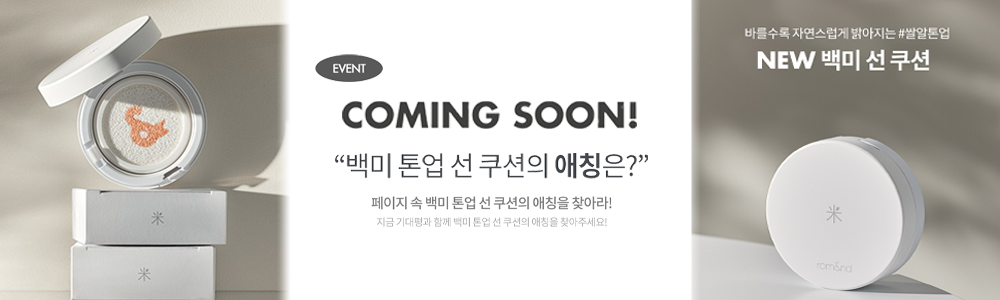 EVENT
COMING SOON!
“백미 톤업 선 쿠션의 애칭은?”
페이지 속 백미 톤업 선 쿠션의 애칭을 찾아라!
지금 기대평과 함께 백미 톤업 선 쿠션의 애칭을 찾아주세요!
바를수록 자연스럽게 밝아지는 #쌀알톤업
NEW 백미 선 쿠션
米
米
米
rom&nd